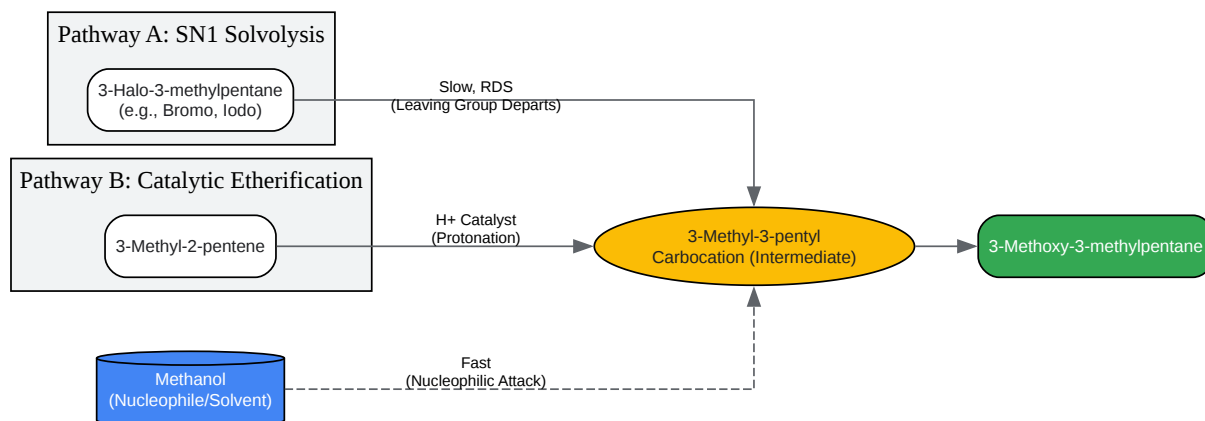 Pathway A: SN1 Solvolysis
3-Halo-3-methylpentane
(e.g., Bromo, Iodo)
Slow, RDS
(Leaving Group Departs)
Pathway B: Catalytic Etherification
3-Methyl-2-pentene
H+ Catalyst
(Protonation)
3-Methyl-3-pentyl
Carbocation (Intermediate)
3-Methoxy-3-methylpentane
Methanol
(Nucleophile/Solvent)
Fast
(Nucleophilic Attack)